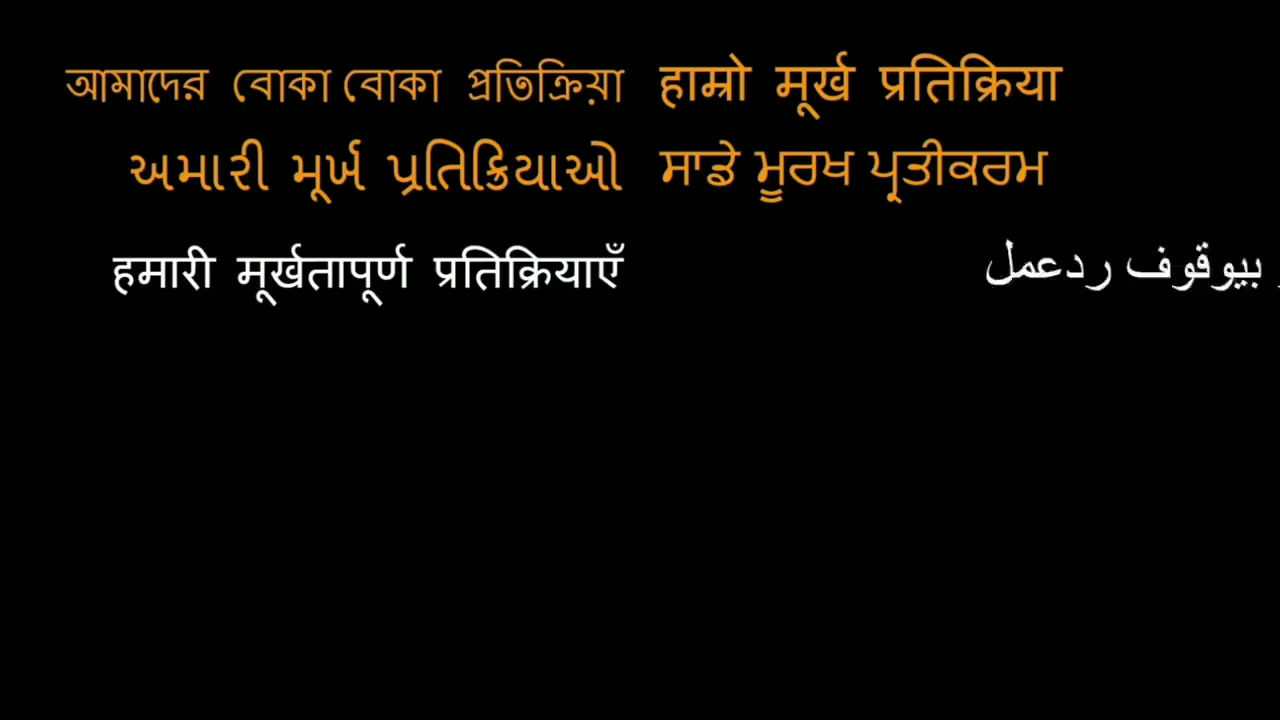 আমাদের বোকা বোকা প্রতিক্রিয়া हाम्रो मूर्ख प्रतिक्रिया
અમારી મૂર્ખ પ્રતિક્રિયાઓ ਸਾਡੇ ਮੂਰਖ ਪ੍ਰਤੀਕਰਮ
हमारी मूर्खतापूर्ण प्रतिक्रियाएँ بیوقوف ردعمل